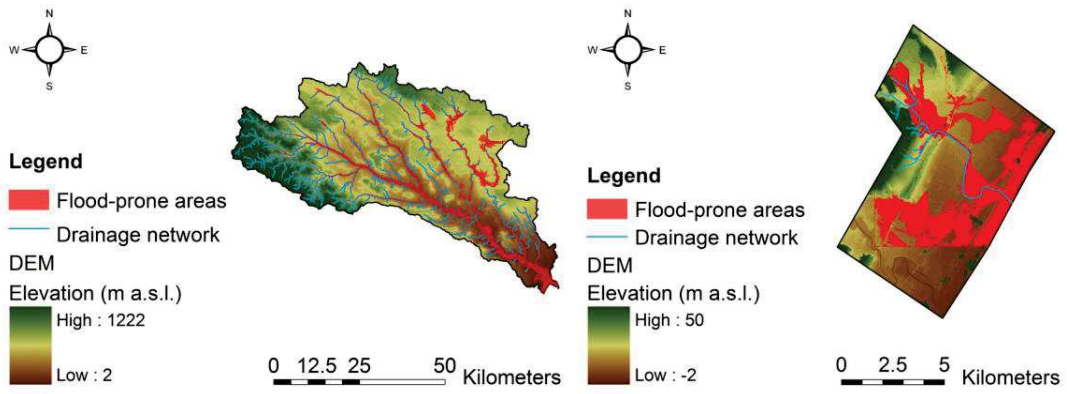 N
W E
S
Legend
Flood-prone areas
Drainage network
DEM
Elevation (m a.s.l.)
High : 1222
Low : 2
0 12.5 25 50
Kilometers
N
W E
S
Legend
Flood-prone areas
Drainage network
DEM
Elevation (m a.s.l.)
High : 50
Low : -2
0 2.5 5
Kilometers